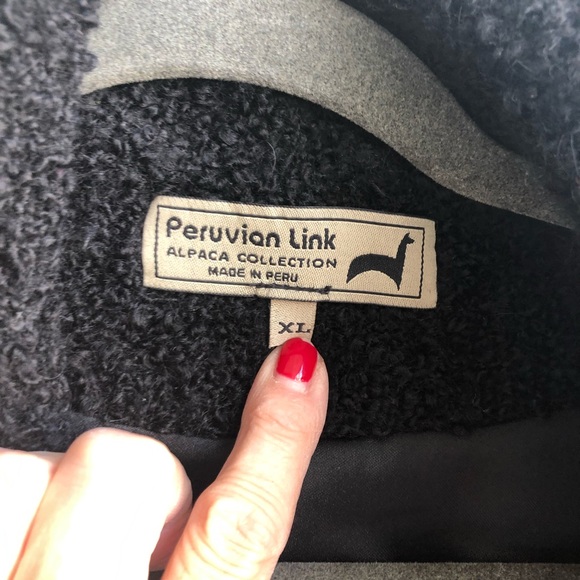 Peruvian Link
ALPACA COLLECTION
MADE IN PERU
XL